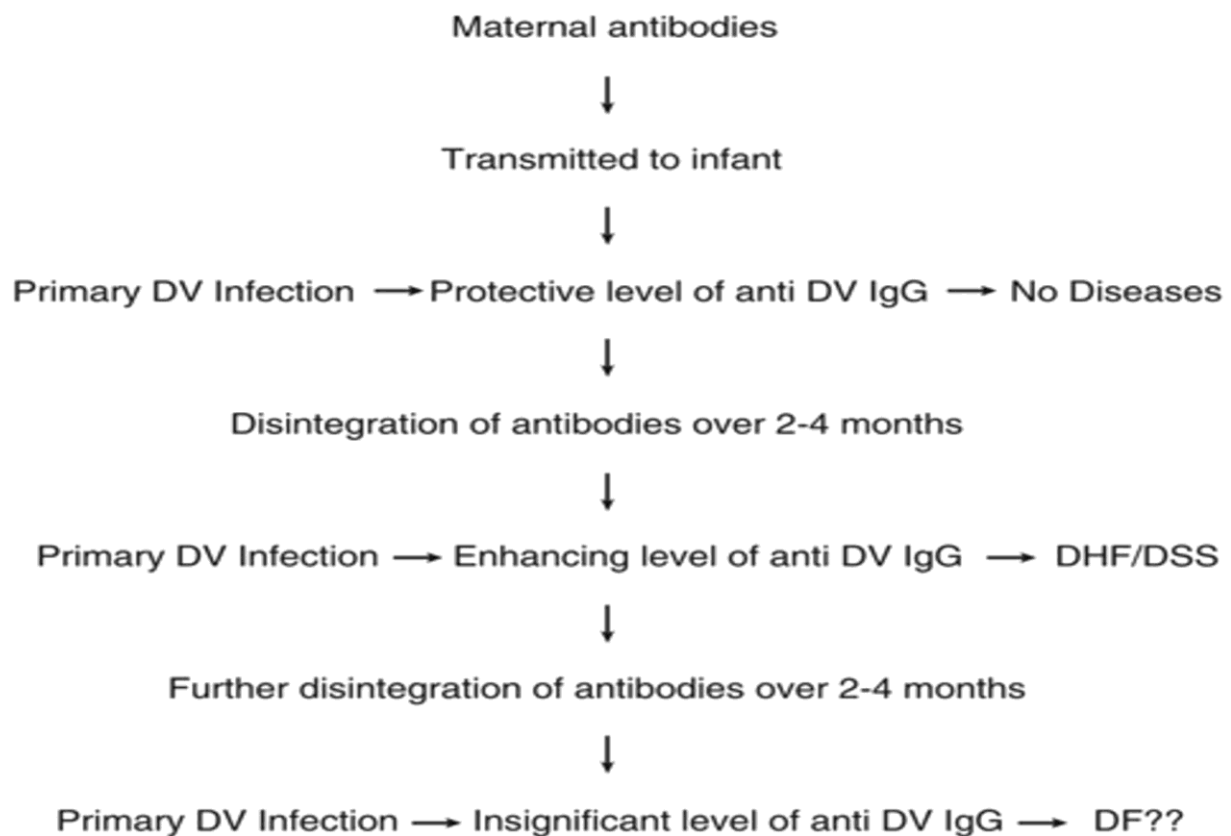 Maternal antibodies
Transmitted to infant
Primary DV Infection → Protective level of anti DV IgG → No Diseases
Disintegration of antibodies over 2-4 months
Primary DV Infection → Enhancing level of anti DV IgG → DHF/DSS
Further disintegration of antibodies over 2-4 months
Primary DV Infection → Insignificant level of anti DV IgG → DF??